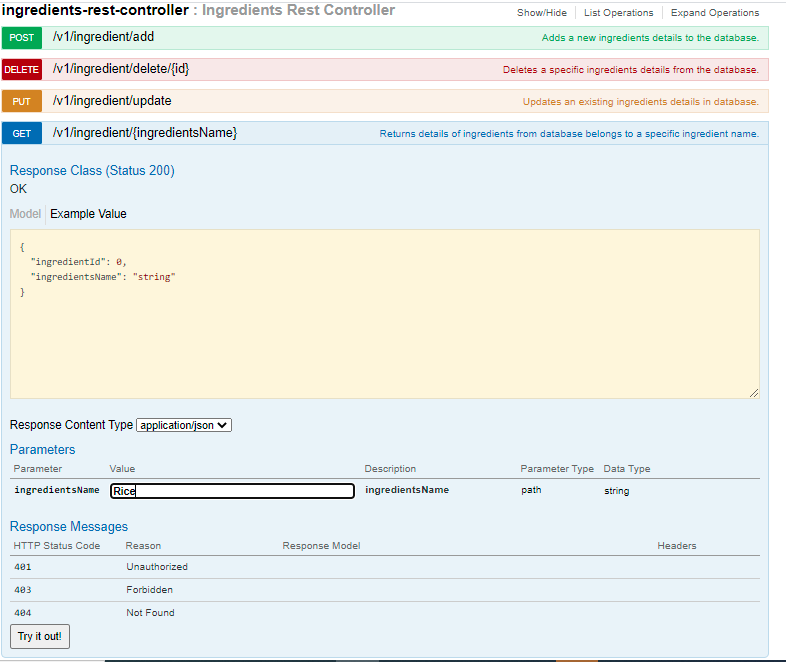 ingredients-rest-controller : Ingredients Rest Controller Show/Hide List Operations Expand Operations
POST /v1/ingredient/add Adds a new ingredients details to the database.
DELETE /v1/ingredient/delete/{id} Deletes a specific ingredients details from the database.
PUT /v1/ingredient/update Updates an existing ingredients details in database.
GET /v1/ingredient/{ingredientsName} Returns details of ingredients from database belongs to a specific ingredient name.
Response Class (Status 200)
OK
Model Example Value
{
"ingredientId": 0,
"ingredientsName": "string"
}
Response Content Type application/json
Parameters
Parameter Value Description Parameter Type Data Type
ingredientsName Rice ingredientsName path string
Response Messages
HTTP Status Code Reason Response Model Headers
401 Unauthorized
403 Forbidden
404 Not Found
Try it out!